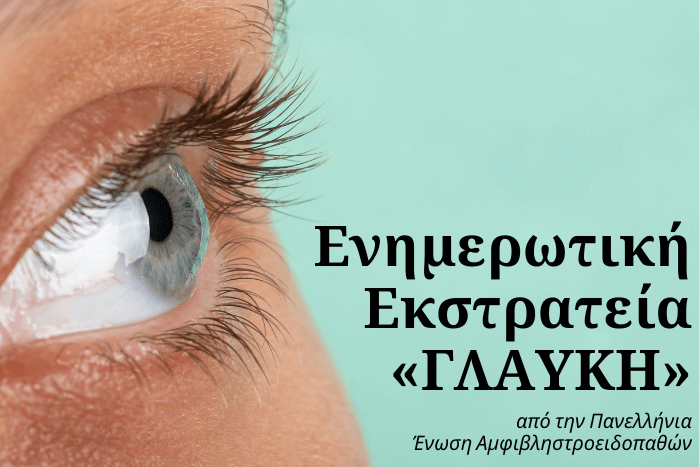 Ενημερωτική
Εκστρατεία
«ΓΛΑΥΚΗ»
από την Πανελλήνια
Ένωση Αμφιβληστροειδοπαθών